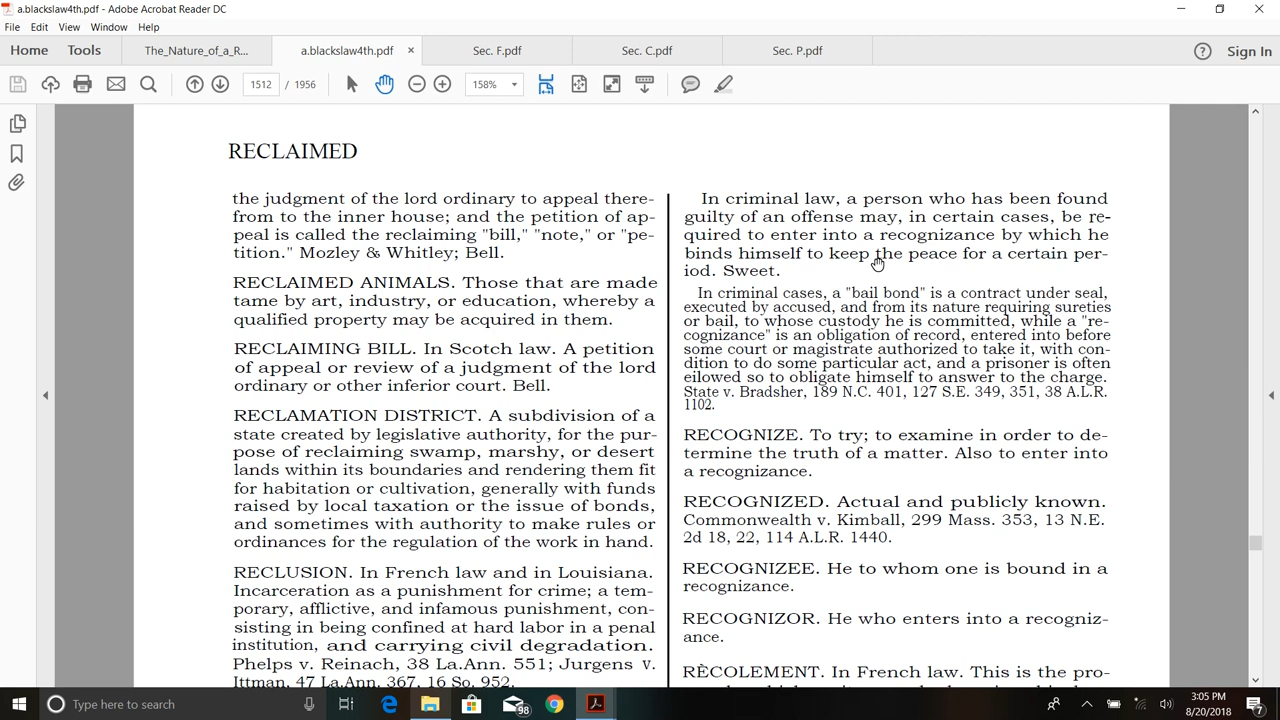 a.blackslaw4th.pdf - Adobe Acrobat Reader DC
File Edit View Window Help
Home Tools The_Nature_of_a_R... a.blackslaw4th.pdf × Sec. F.pdf Sec. C.pdf Sec. P.pdf ? Sign In
1512 / 1956 158%
RECLAIMED
the judgment of the lord ordinary to appeal there-
from to the inner house; and the petition of ap-
peal is called the reclaiming "bill," "note," or "pe-
tition." Mozley & Whitley; Bell.
RECLAIMED ANIMALS. Those that are made
tame by art, industry, or education, whereby a
qualified property may be acquired in them.
RECLAIMING BILL. In Scotch law. A petition
of appeal or review of a judgment of the lord
ordinary or other inferior court. Bell.
RECLAMATION DISTRICT. A subdivision of a
state created by legislative authority, for the pur-
pose of reclaiming swamp, marshy, or desert
lands within its boundaries and rendering them fit
for habitation or cultivation, generally with funds
raised by local taxation or the issue of bonds,
and sometimes with authority to make rules or
ordinances for the regulation of the work in hand.
RECLUSION. In French law and in Louisiana.
Incarceration as a punishment for crime; a tem-
porary, afflictive, and infamous punishment, con-
sisting in being confined at hard labor in a penal
institution, and carrying civil degradation.
Phelps v. Reinach, 38 La.Ann. 551; Jurgens v.
Ittman, 47 La.Ann. 367, 16 So. 952.
In criminal law, a person who has been found
guilty of an offense may, in certain cases, be re-
quired to enter into a recognizance by which he
binds himself to keep the peace for a certain per-
iod. Sweet.
In criminal cases, a "bail bond" is a contract under seal,
executed by accused, and from its nature requiring sureties
or bail, to whose custody he is committed, while a "re-
cognizance" is an obligation of record, entered into before
some court or magistrate authorized to take it, with con-
dition to do some particular act, and a prisoner is often
eilowed so to obligate himself to answer to the charge.
State v. Bradsher, 189 N.C. 401, 127 S.E. 349, 351, 38 A.L.R.
1102.
RECOGNIZE. To try; to examine in order to de-
termine the truth of a matter. Also to enter into
a recognizance.
RECOGNIZED. Actual and publicly known.
Commonwealth v. Kimball, 299 Mass. 353, 13 N.E.
2d 18, 22, 114 A.L.R. 1440.
RECOGNIZEE. He to whom one is bound in a
recognizance.
RECOGNIZOR. He who enters into a recogniz-
ance.
RÈCOLEMENT. In French law. This is the pro-
Type here to search
98
3:05 PM
8/20/2018
7